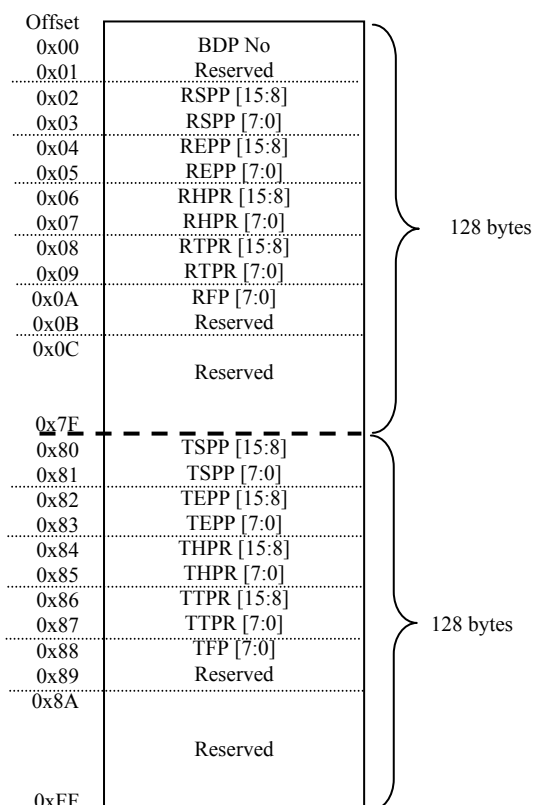 Offset
0x00 BDP No
0x01 Reserved
0x02 RSPP [15:8]
0x03 RSPP [7:0]
0x04 REPP [15:8]
0x05 REPP [7:0]
0x06 RHPR [15:8]
0x07 RHPR [7:0]
128 bytes
0x08 RTPR [15:8]
0x09 RTPR [7:0]
0x0A RFP [7:0]
0x0B Reserved
0x0C
Reserved
0x7F
0x80 TSPP [15:8]
0x81 TSPP [7:0]
0x82 TEPP [15:8]
0x83 TEPP [7:0]
0x84 THPR [15:8]
0x85 THPR [7:0]
0x86 TTPR [15:8]
0x87 TTPR [7:0]
128 bytes
0x88 TFP [7:0]
0x89 Reserved
0x8A
Reserved
0xFF